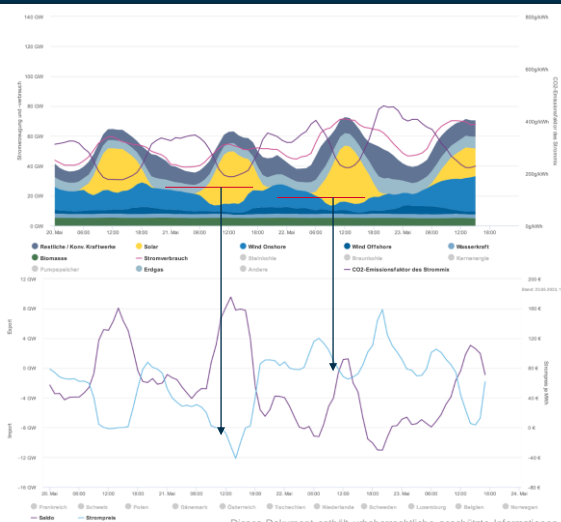 140 GW
120 GW
100 GW
80 GW
60 GW
40 GW
20 GW
0 GW
Stromerzeugung und -verbrauch
800g/kWh
600g/kWh
400g/kWh
200g/kWh
0g/kWh
CO2-Emissionsfaktor des Strommix
20. Mai 06:00 12:00 18:00 21. Mai 06:00 12:00 18:00 22. Mai 06:00 12:00 18:00 23. Mai 06:00 12:00 18:00
Restliche / Konv. Kraftwerke Solar Wind Onshore Wind Offshore Wasserkraft
Biomasse Stromverbrauch Steinkohle Braunkohle Kernenergie
Pumpspeicher Erdgas Andere CO2-Emissionsfaktor des Strommix
12 GW
8 GW
4 GW
0 GW
-4 GW
-8 GW
-12 GW
-16 GW
Export
Import
200 €
160 €
120 €
80 €
40 €
0 €
-40 €
-80 €
Strompreis je MWh
20. Mai 06:00 12:00 18:00 21. Mai 06:00 12:00 18:00 22. Mai 06:00 12:00 18:00 23. Mai 06:00 12:00 18:00
Frankreich Schweiz Polen Dänemark Österreich Tschechien Niederlande Schweden Luxemburg Belgien Norwegen
Saldo Strompreis